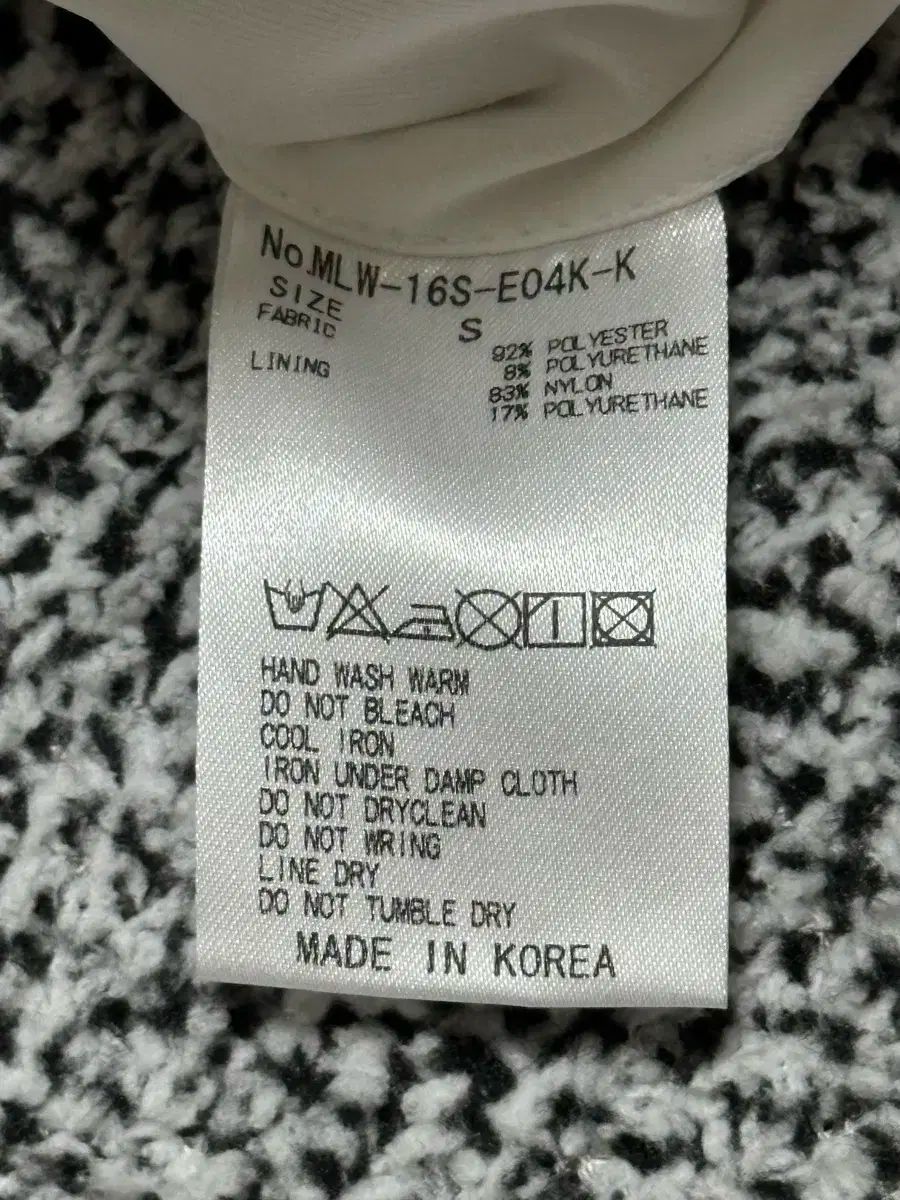 No.MLW-16S-E04K-K
SIZE S
FABRIC 92% POLYESTER
8% POLYURETHANE
LINING 83% NYLON
17% POLYURETHANE
HAND WASH WARM
DO NOT BLEACH
COOL IRON
IRON UNDER DAMP CLOTH
DO NOT DRYCLEAN
DO NOT WRING
LINE DRY
DO NOT TUMBLE DRY
MADE IN KOREA